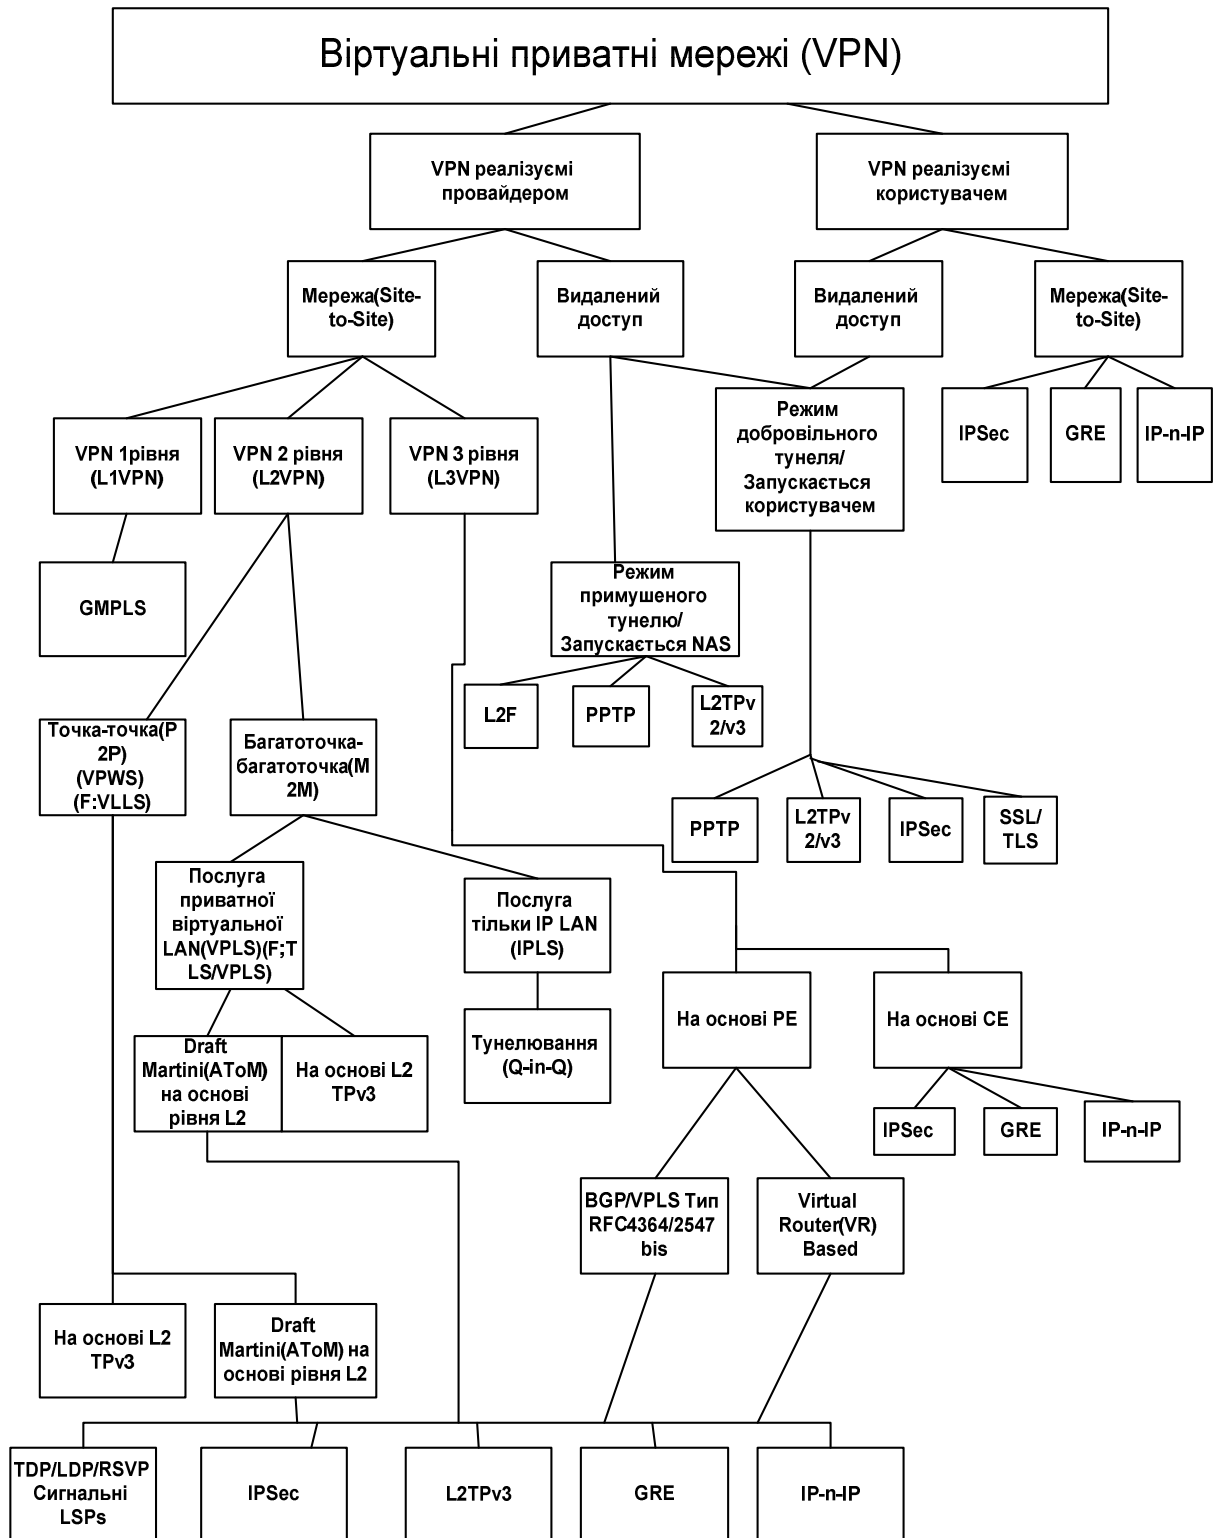 Віртуальні приватні мережі (VPN)
VPN реалізуємі
провайдером
VPN реалізуємі
користувачем
Мережа(Site-
to-Site)
Видалений
доступ
Видалений
доступ
Мережа(Site-
to-Site)
VPN 1рівня
(L1VPN)
VPN 2 рівня
(L2VPN)
VPN 3 рівня
(L3VPN)
Режим
добровільного
тунеля/
Запускається
користувачем
IPSec
GRE
IP-n-IP
GMPLS
Режим
примушеного
тунелю/
Запускається NAS
L2F
PPTP
L2TPv
2/v3
Точка-точка(P
2P)
(VPWS)
(F:VLLS)
Багатоточка-
багатоточка(M
2M)
PPTP
L2TPv
2/v3
IPSec
SSL/
TLS
Послуга
приватної
віртуальної
LAN(VPLS)(F;T
LS/VPLS)
Послуга
тільки IP LAN
(IPLS)
На основі PE
На основі CE
Draft
Martini(AToM)
на основі
рівня L2
На основі L2
TPv3
Тунелювання
(Q-in-Q)
IPSec
GRE
IP-n-IP
BGP/VPLS Тип
RFC4364/2547
bis
Virtual
Router(VR)
Based
На основі L2
TPv3
Draft
Martini(AToM) на
основі рівня L2
TDP/LDP/RSVP
Сигнальні
LSPs
IPSec
L2TPv3
GRE
IP-n-IP